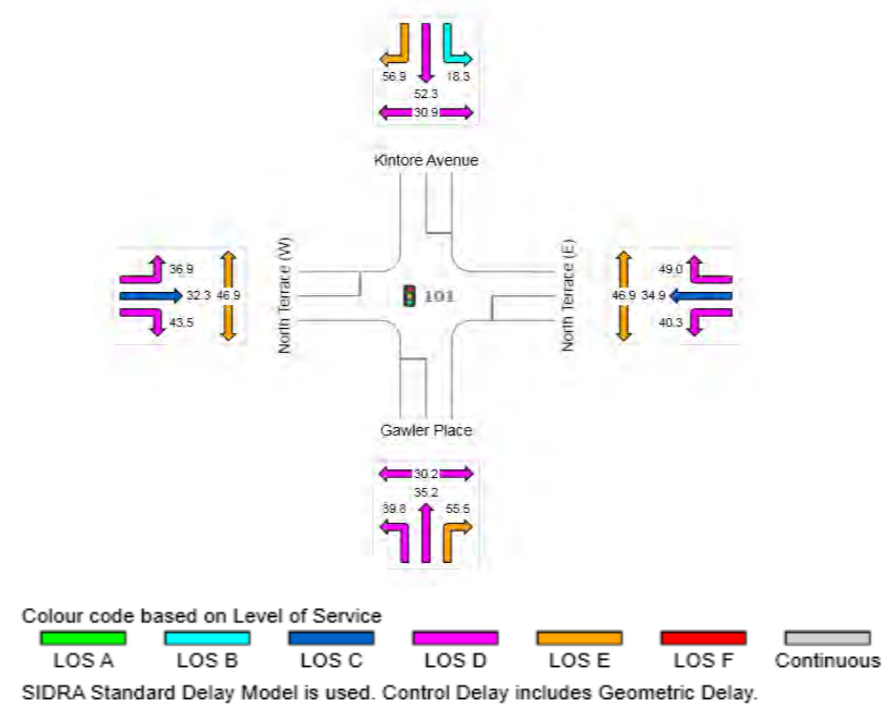 56.9 18.3
52.3
30.9
Kintore Avenue
North Terrace (W)
North Terrace (E)
36.9
32.3 46.9
43.5
101
49.0
46.9 34.9
40.3
Gawler Place
30.2
35.2
39.8 55.5
Colour code based on Level of Service
LOS A LOS B LOS C LOS D LOS E LOS F Continuous
SIDRA Standard Delay Model is used. Control Delay includes Geometric Delay.